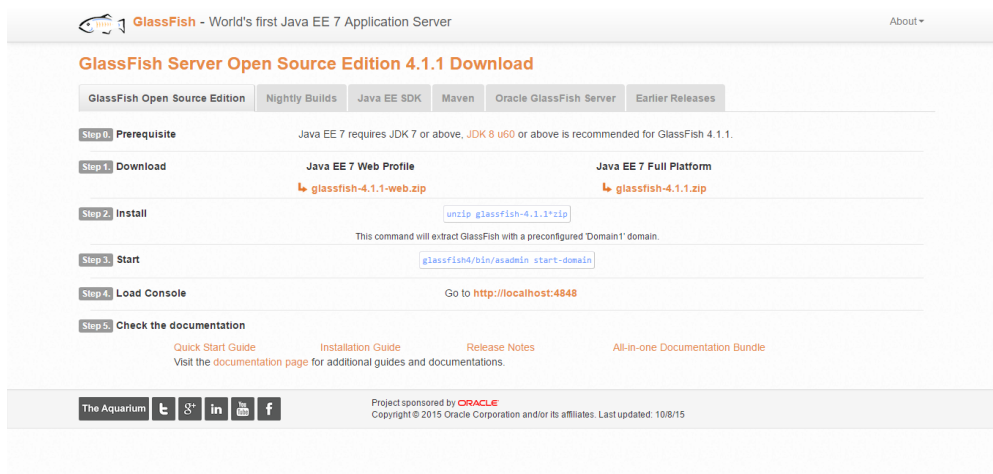 GlassFish - World's first Java EE 7 Application Server
About
GlassFish Server Open Source Edition 4.1.1 Download
GlassFish Open Source Edition
Nightly Builds
Java EE SDK
Maven
Oracle GlassFish Server
Earlier Releases
Step 0. Prerequisite
Java EE 7 requires JDK 7 or above, JDK 8 u60 or above is recommended for GlassFish 4.1.1.
Step 1. Download
Java EE 7 Web Profile
Java EE 7 Full Platform
glassfish-4.1.1-web.zip
glassfish-4.1.1.zip
Step 2. Install
unzip glassfish-4.1.1*zip
This command will extract GlassFish with a preconfigured 'Domain1' domain.
Step 3. Start
glassfish4/bin/asadmin start-domain
Step 4. Load Console
Go to http://localhost:4848
Step 5. Check the documentation
Quick Start Guide
Installation Guide
Release Notes
All-in-one Documentation Bundle
Visit the documentation page for additional guides and documentations.
The Aquarium
g+
in
You Tube
f
Project sponsored by ORACLE
Copyright © 2015 Oracle Corporation and/or its affiliates. Last updated: 10/8/15